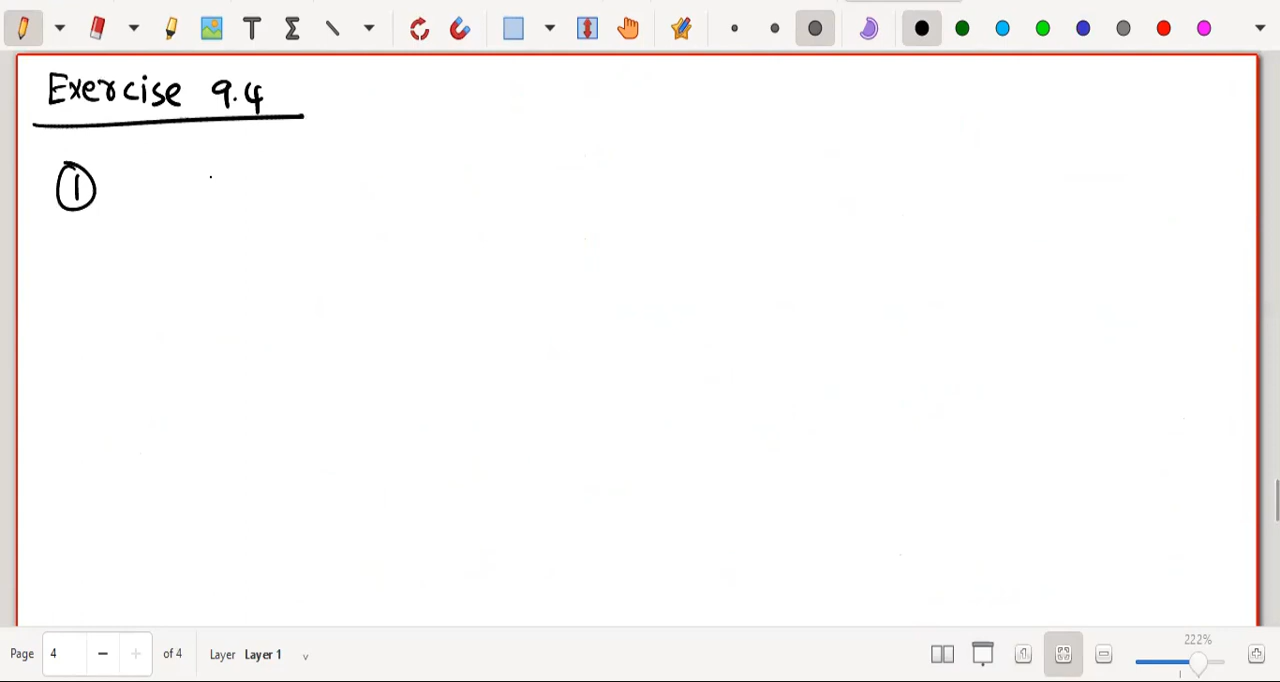 Exercise 9.4
①
Page 4 of 4 Layer Layer 1 222%